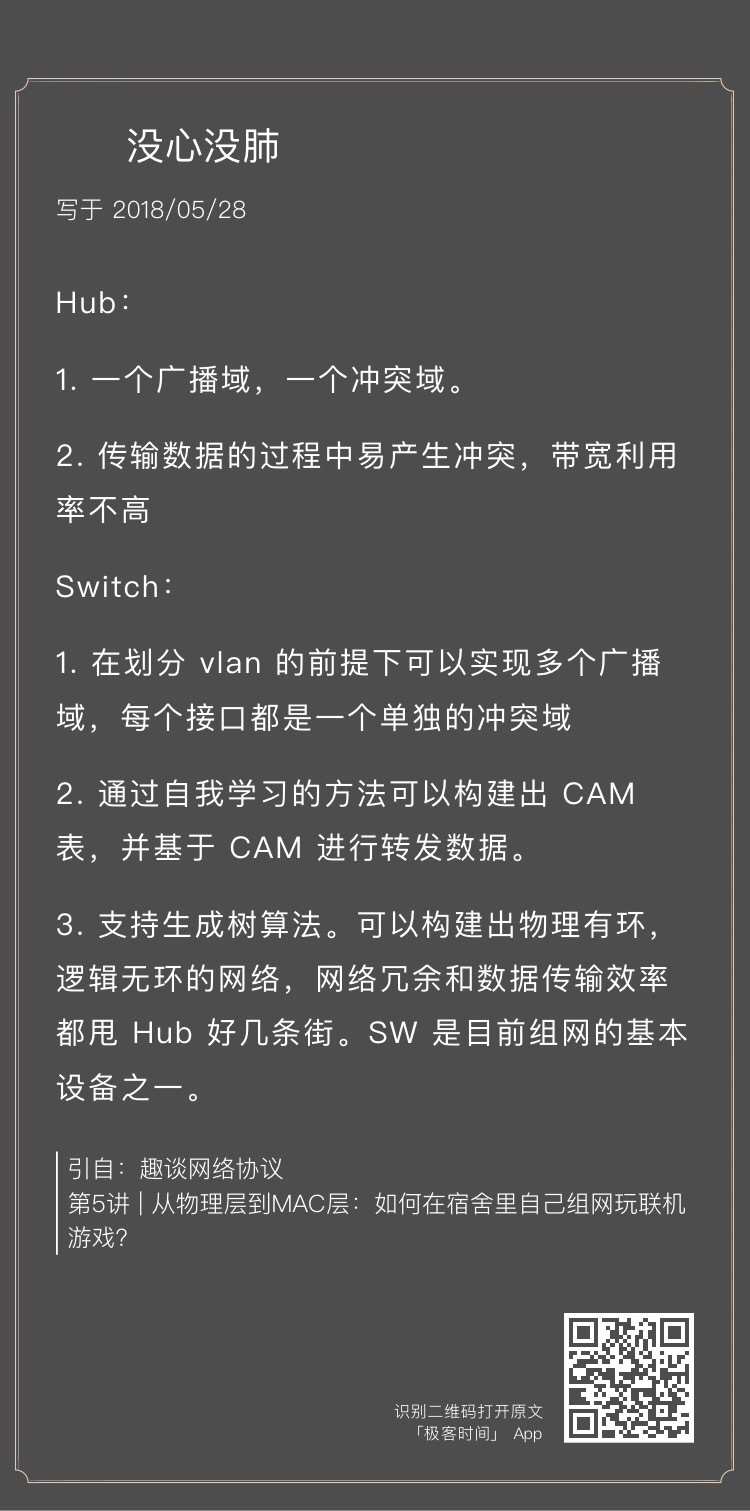 没心没肺
写于 2018/05/28
Hub：
1. 一个广播域，一个冲突域。
2. 传输数据的过程中易产生冲突，带宽利用
率不高
Switch：
1. 在划分 vlan 的前提下可以实现多个广播
域，每个接口都是一个单独的冲突域
2. 通过自我学习的方法可以构建出 CAM
表，并基于 CAM 进行转发数据。
3. 支持生成树算法。可以构建出物理有环，
逻辑无环的网络，网络冗余和数据传输效率
都甩 Hub 好几条街。SW 是目前组网的基本
设备之一。
引自：趣谈网络协议
第5讲 | 从物理层到MAC层：如何在宿舍里自己组网玩联机
游戏？
识别二维码打开原文
「极客时间」 App